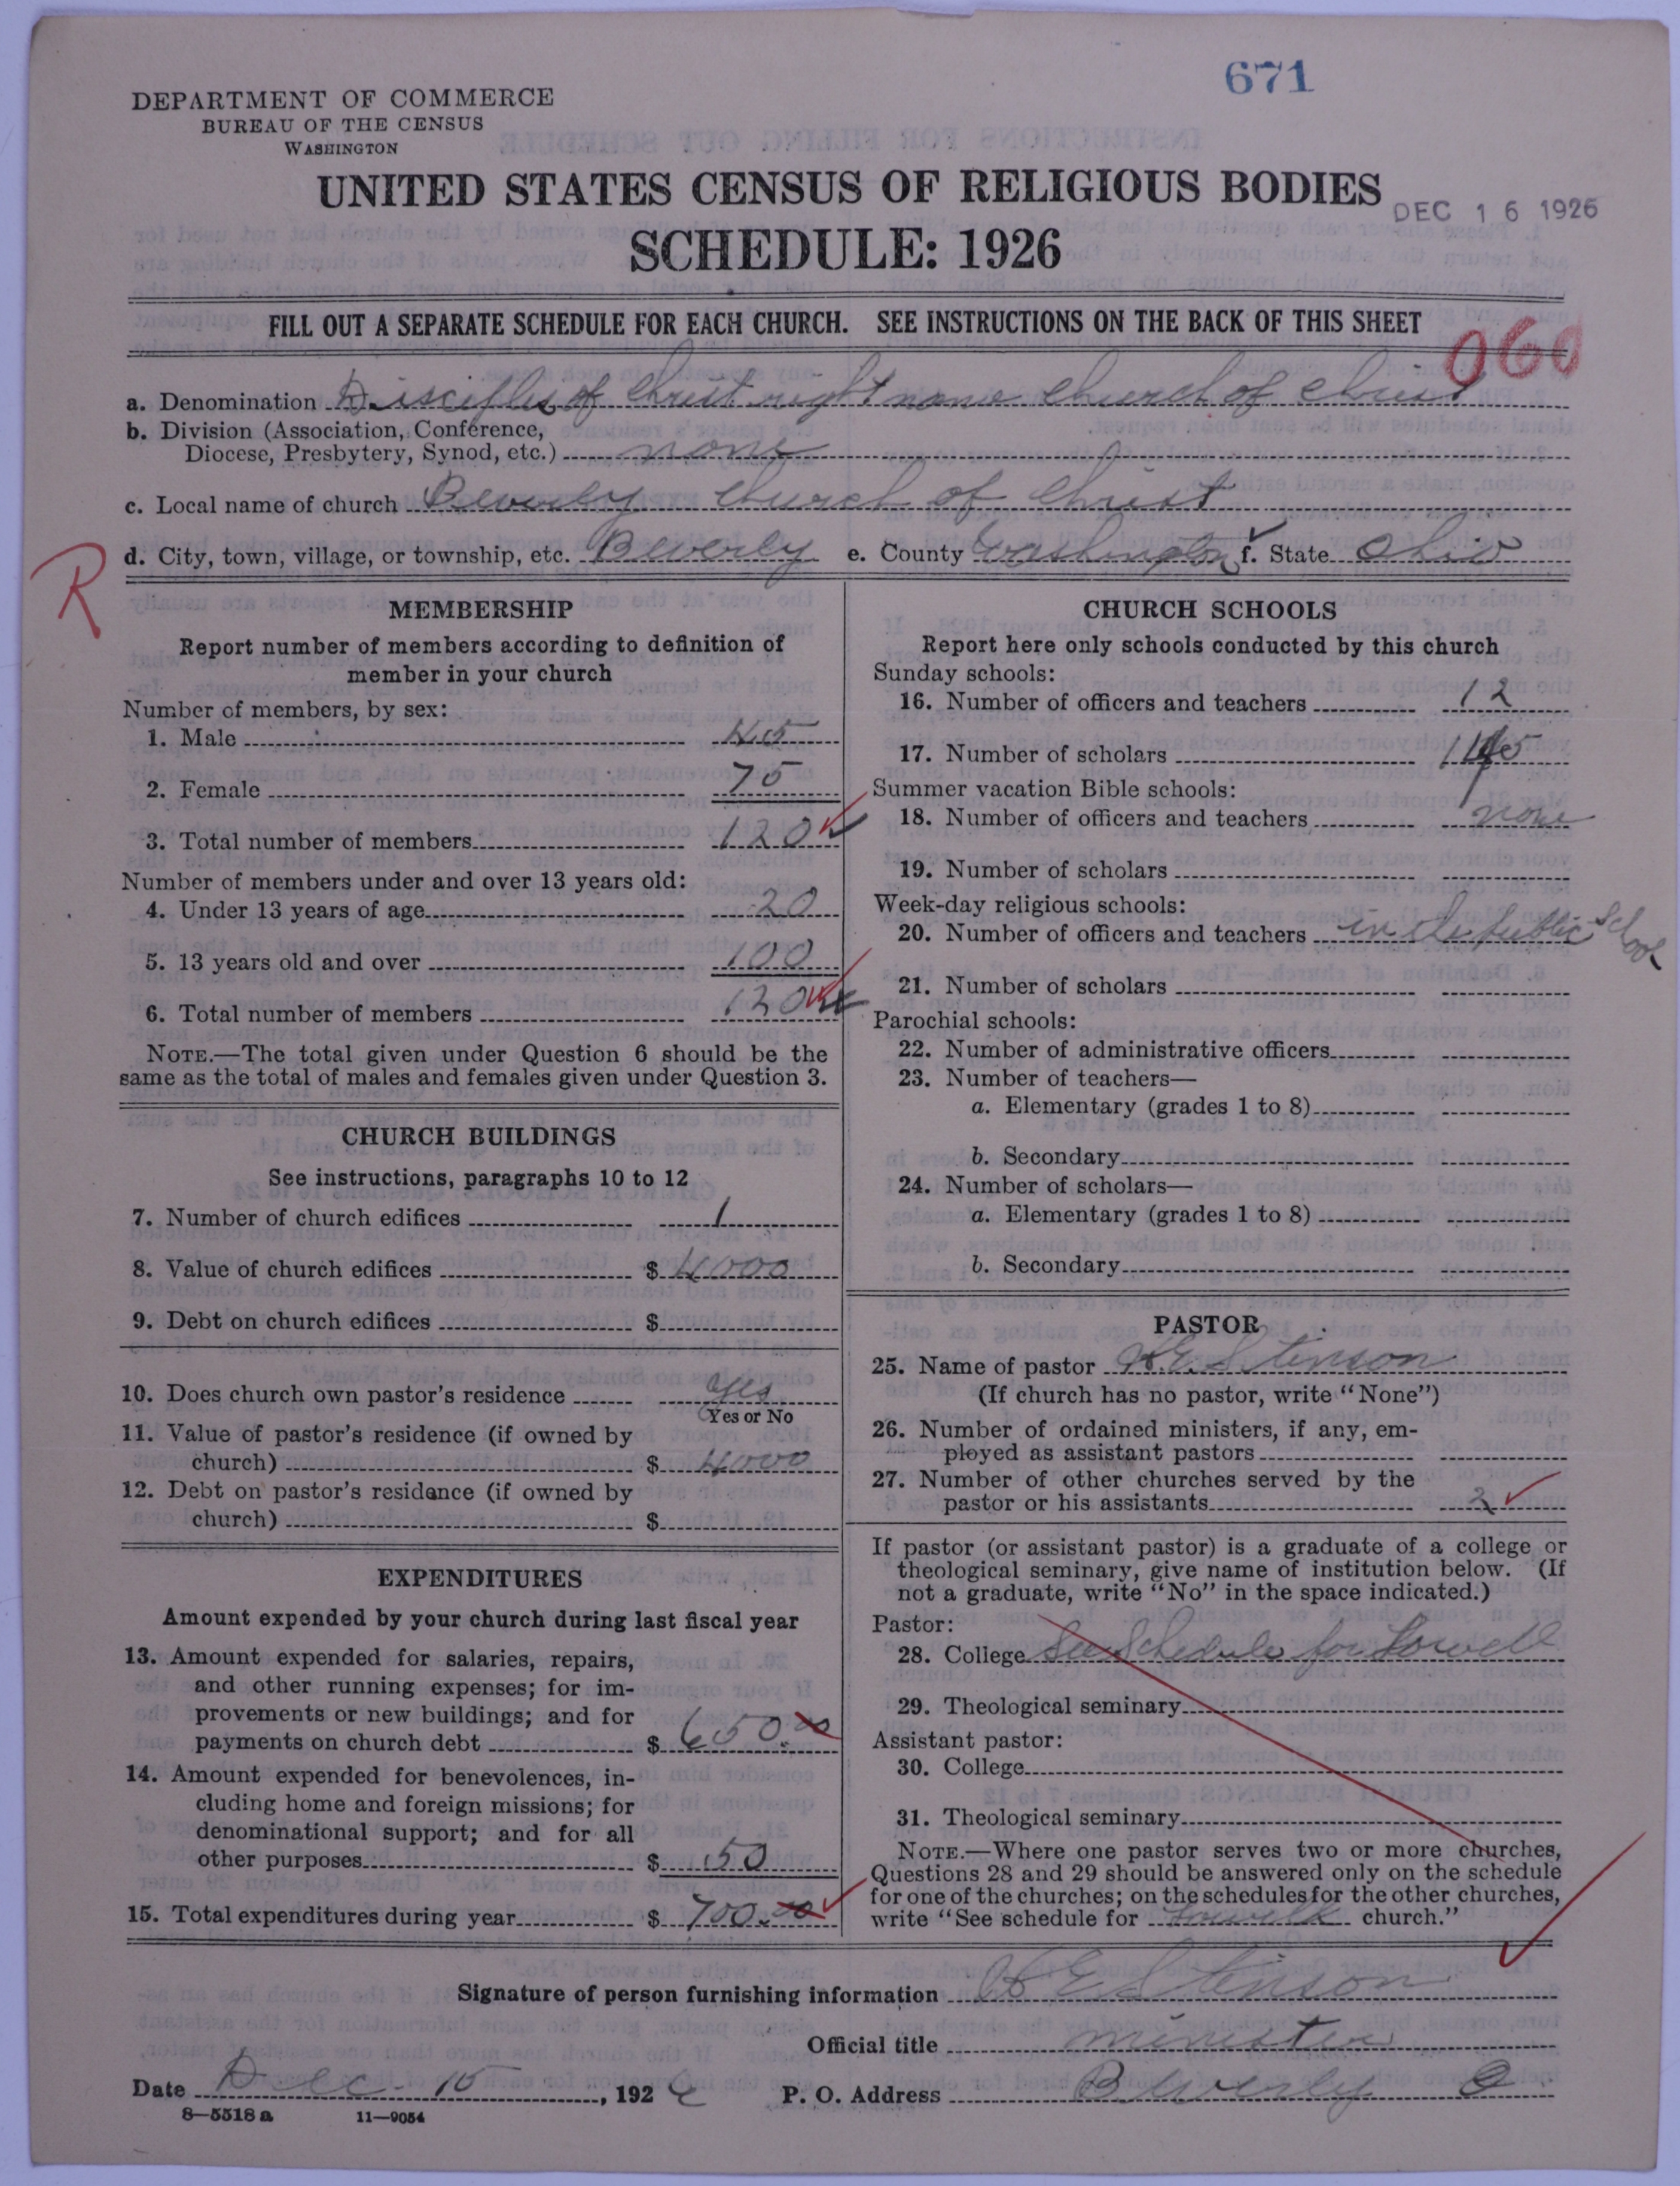 671
DEPARTMENT OF COMMERCE
BUREAU OF THE CENSUS
WASHINGTON
UNITED STATES CENSUS OF RELIGIOUS BODIES
DEC 16 1926
SCHEDULE: 1926
FILL OUT A SEPARATE SCHEDULE FOR EACH CHURCH. SEE INSTRUCTIONS ON THE BACK OF THIS SHEET
060
a. Denomination Disciples of Christ right name Church of Christ
b. Division (Association, Conference,
Diocese, Presbytery, Synod, etc.) none
c. Local name of church Beverly Church of Christ
d. City, town, village, or township, etc. Beverly e. County Washington f. State Ohio
R
MEMBERSHIP
Report number of members according to definition of
member in your church
Number of members, by sex:
1. Male 45
2. Female 75
3. Total number of members 120
Number of members under and over 13 years old:
4. Under 13 years of age 20
5. 13 years old and over 100
6. Total number of members 120
NOTE.—The total given under Question 6 should be the
same as the total of males and females given under Question 3.
CHURCH BUILDINGS
See instructions, paragraphs 10 to 12
7. Number of church edifices 1
8. Value of church edifices $ 4000
9. Debt on church edifices $
10. Does church own pastor's residence yes
Yes or No
11. Value of pastor's residence (if owned by
church) $ 4000
12. Debt on pastor's residence (if owned by
church) $
EXPENDITURES
Amount expended by your church during last fiscal year
13. Amount expended for salaries, repairs,
and other running expenses; for im-
provements or new buildings; and for
payments on church debt $ 650.00
14. Amount expended for benevolences, in-
cluding home and foreign missions; for
denominational support; and for all
other purposes $ 50
15. Total expenditures during year $ 700.00
CHURCH SCHOOLS
Report here only schools conducted by this church
Sunday schools:
16. Number of officers and teachers 12
17. Number of scholars
Summer vacation Bible schools:
18. Number of officers and teachers none
19. Number of scholars
Week-day religious schools:
20. Number of officers and teachers in public School
21. Number of scholars
Parochial schools:
22. Number of administrative officers
23. Number of teachers—
a. Elementary (grades 1 to 8)
b. Secondary
24. Number of scholars—
a. Elementary (grades 1 to 8)
b. Secondary
PASTOR
25. Name of pastor H.E. Stinson
(If church has no pastor, write "None")
26. Number of ordained ministers, if any, em-
ployed as assistant pastors
27. Number of other churches served by the
pastor or his assistants 2
If pastor (or assistant pastor) is a graduate of a college or
theological seminary, give name of institution below. (If
not a graduate, write "No" in the space indicated.)
Pastor:
28. College See Schedule for Lowell
29. Theological seminary
Assistant pastor:
30. College
31. Theological seminary
NOTE.—Where one pastor serves two or more churches,
Questions 28 and 29 should be answered only on the schedule
for one of the churches; on the schedules for the other churches,
write "See schedule for Lowell church."
Signature of person furnishing information H E Stinson
Official title minister
Date Dec 15, 1926 P. O. Address Beverly O
8—5518 a 11—9054